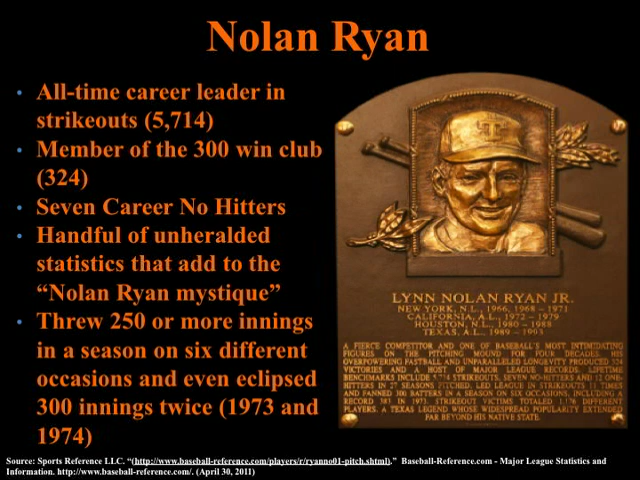 Nolan Ryan
• All-time career leader in
strikeouts (5,714)
• Member of the 300 win club
(324)
• Seven Career No Hitters
• Handful of unheralded
statistics that add to the
“Nolan Ryan mystique”
• Threw 250 or more innings
in a season on six different
occasions and even eclipsed
300 innings twice (1973 and
1974)
T
LYNN NOLAN RYAN JR.
NEW YORK, N.L., 1966, 1968 – 1971
CALIFORNIA, A.L., 1972 – 1979
HOUSTON, N.L., 1980 – 1988
TEXAS, A.L., 1989 – 1993
A FIERCE COMPETITOR AND ONE OF BASEBALL'S MOST INTIMIDATING
FIGURES ON THE PITCHING MOUND FOR FOUR DECADES. HIS
OVERPOWERING FASTBALL AND UNPARALLELED LONGEVITY PRODUCED 324
VICTORIES AND A HOST OF MAJOR LEAGUE RECORDS. LIFETIME
BENCHMARKS INCLUDE 5,714 STRIKEOUTS, SEVEN NO-HITTERS AND 12 ONE-
HITTERS IN 27 SEASONS PITCHED. LED LEAGUE IN STRIKEOUTS 11 TIMES
AND FANNED 300 BATTERS IN A SEASON ON SIX OCCASIONS, INCLUDING A
RECORD 383 IN 1973. STRIKEOUT VICTIMS TOTALED 1,176 DIFFERENT
PLAYERS. A TEXAS LEGEND WHOSE WIDESPREAD POPULARITY EXTENDED
FAR BEYOND HIS NATIVE STATE.
Source: Sports Reference LLC. “(http://www.baseball-reference.com/players/r/ryanno01-pitch.shtml).” Baseball-Reference.com - Major League Statistics and
Information. http://www.baseball-reference.com/. (April 30, 2011)